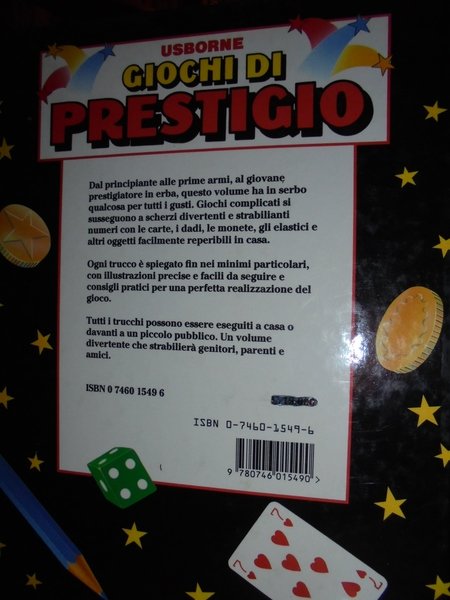 USBORNE
GIOCHI DI
PRESTIGIO
Dal principiante alle prime armi, al giovane
prestigiatore in erba, questo volume ha in serbo
qualcosa per tutti i gusti. Giochi complicati si
susseguono a scherzi divertenti e strabilianti
numeri con le carte, i dadi, le monete, gli elastici e
altri oggetti facilmente reperibili in casa.
Ogni trucco è spiegato fin nei minimi particolari,
con illustrazioni precise e facili da seguire e
consigli pratici per una perfetta realizzazione del
gioco.
Tutti i trucchi possono essere eseguiti a casa o
davanti a un piccolo pubblico. Un volume
divertente che strabilierà genitori, parenti e
amici.
ISBN 0 7460 1549 6
ISBN 0-7460-1549-6
9 780746 015490 >
7
7